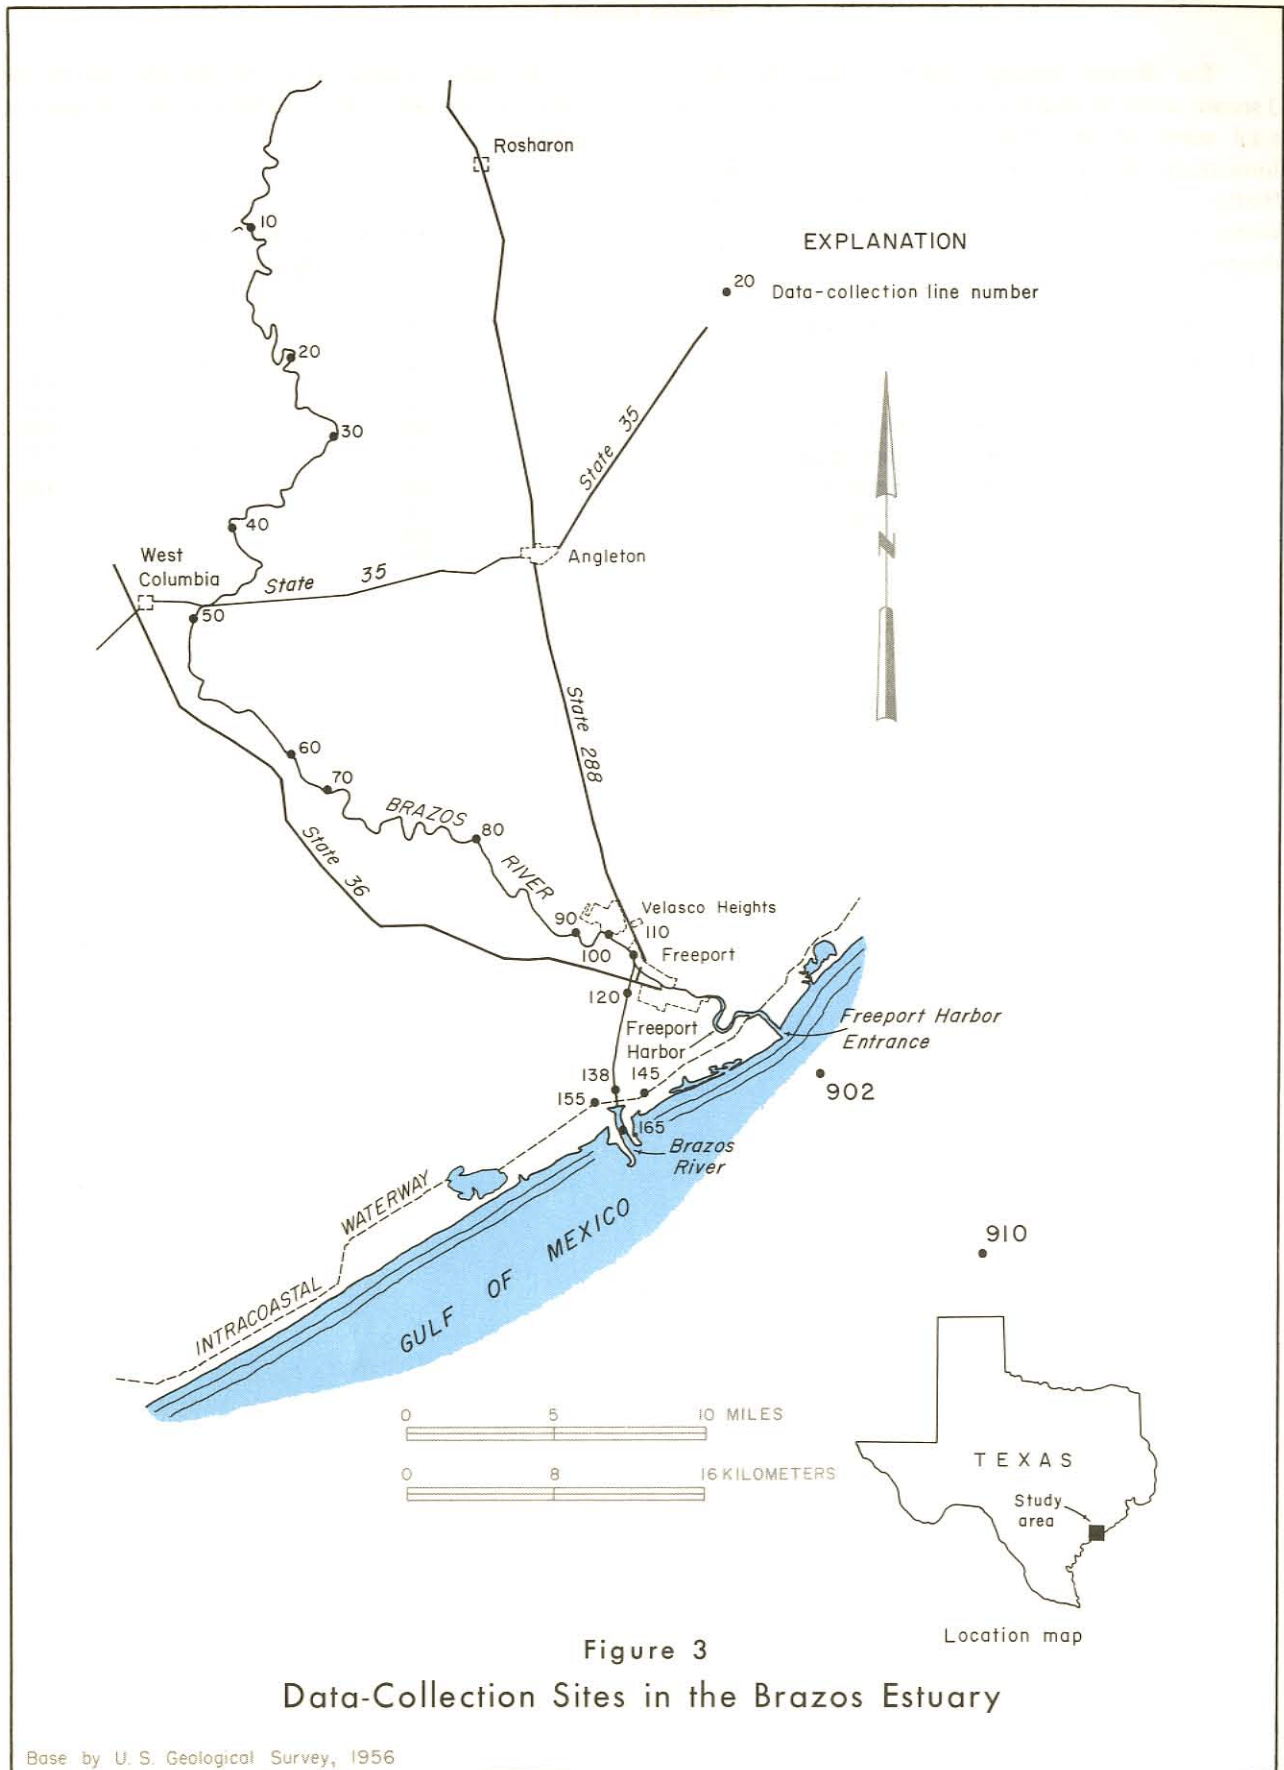 Rosharon
10
EXPLANATION
20 Data-collection line number
20
30
State 35
40
West
Columbia
Angleton
State 35
50
State 288
60
70
BRAZOS
80
RIVER
State 36
Velasco Heights
90
110
100
Freeport
120
Freeport
Harbor
Freeport Harbor
Entrance
138
145
155
902
165
Brazos
River
INTRACOASTAL WATERWAY
GULF OF MEXICO
910
0 5 10 MILES
0 8 16 KILOMETERS
TEXAS
Study
area
Location map
Figure 3
Data-Collection Sites in the Brazos Estuary
Base by U. S. Geological Survey, 1956
N